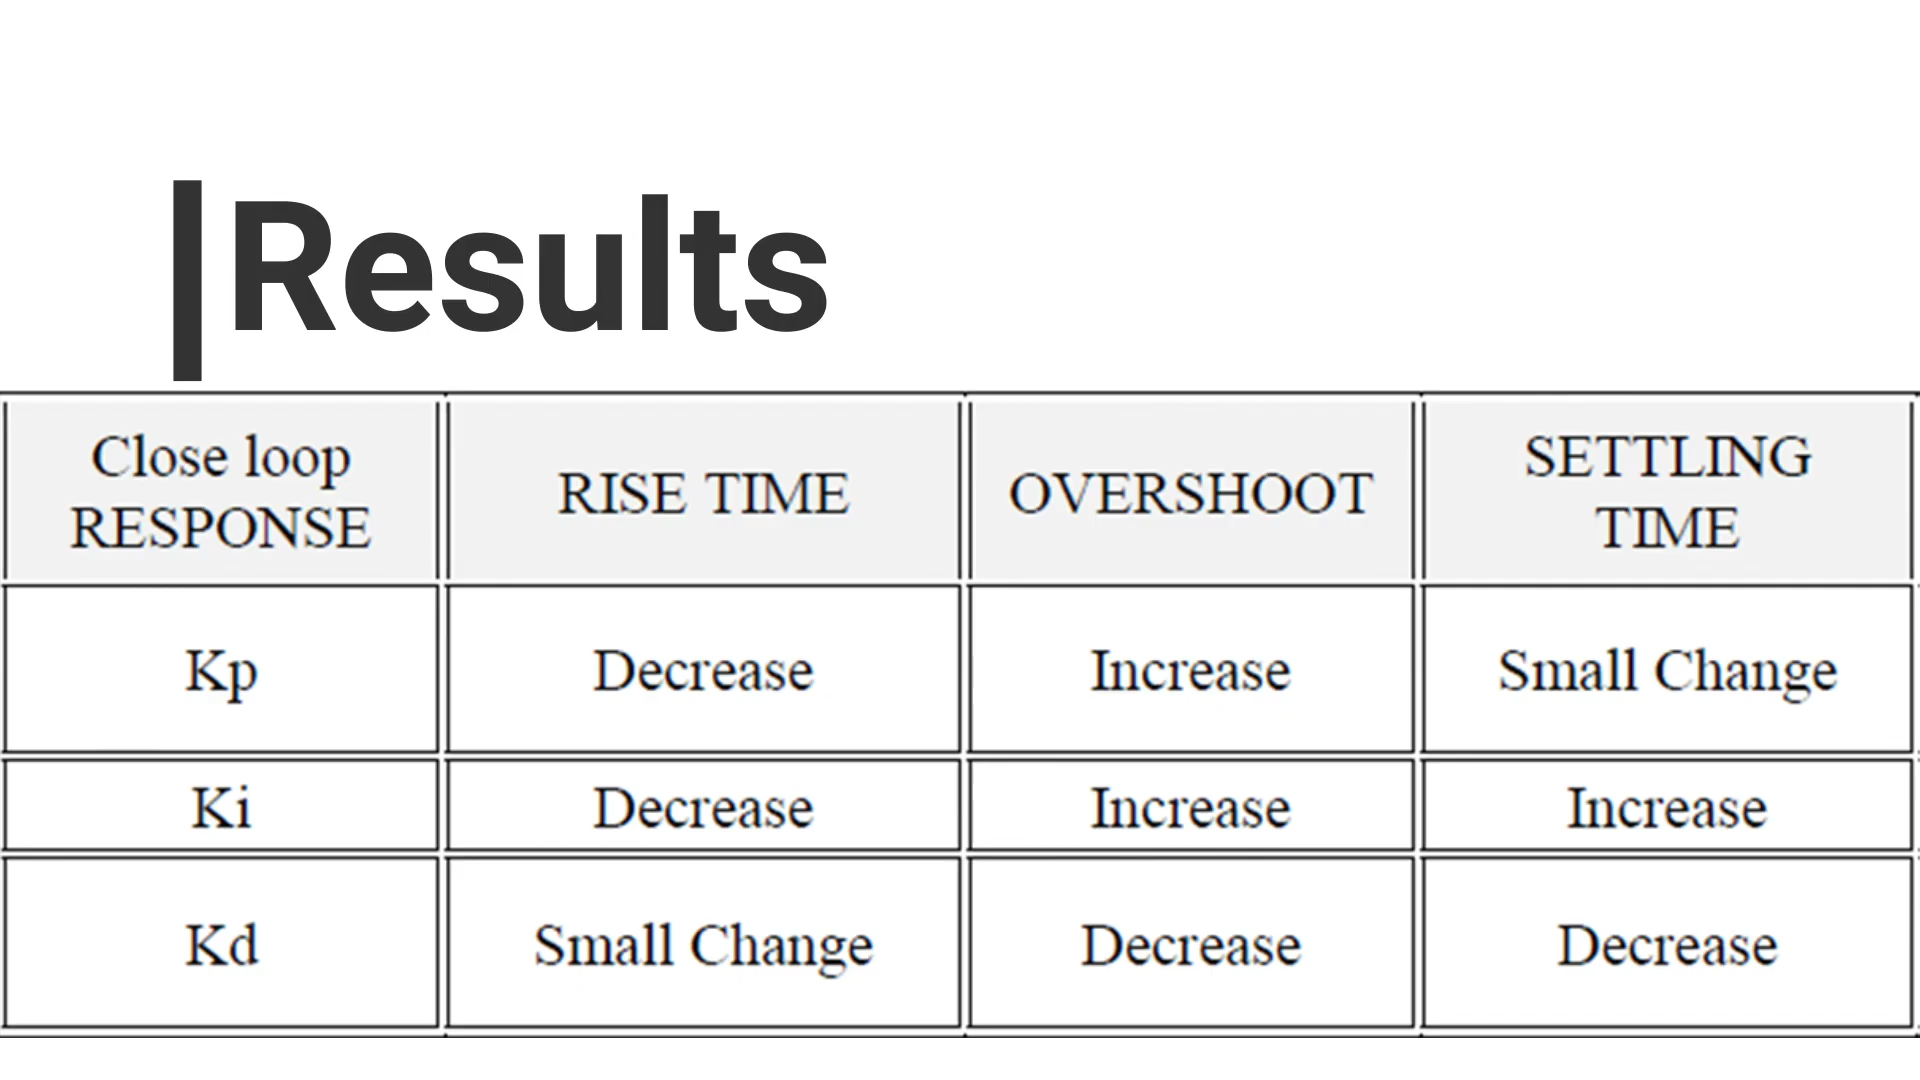 Results
Close loop
RESPONSE
RISE TIME
OVERSHOOT
SETTLING
TIME
Kp
Decrease
Increase
Small Change
Ki
Decrease
Increase
Increase
Kd
Small Change
Decrease
Decrease